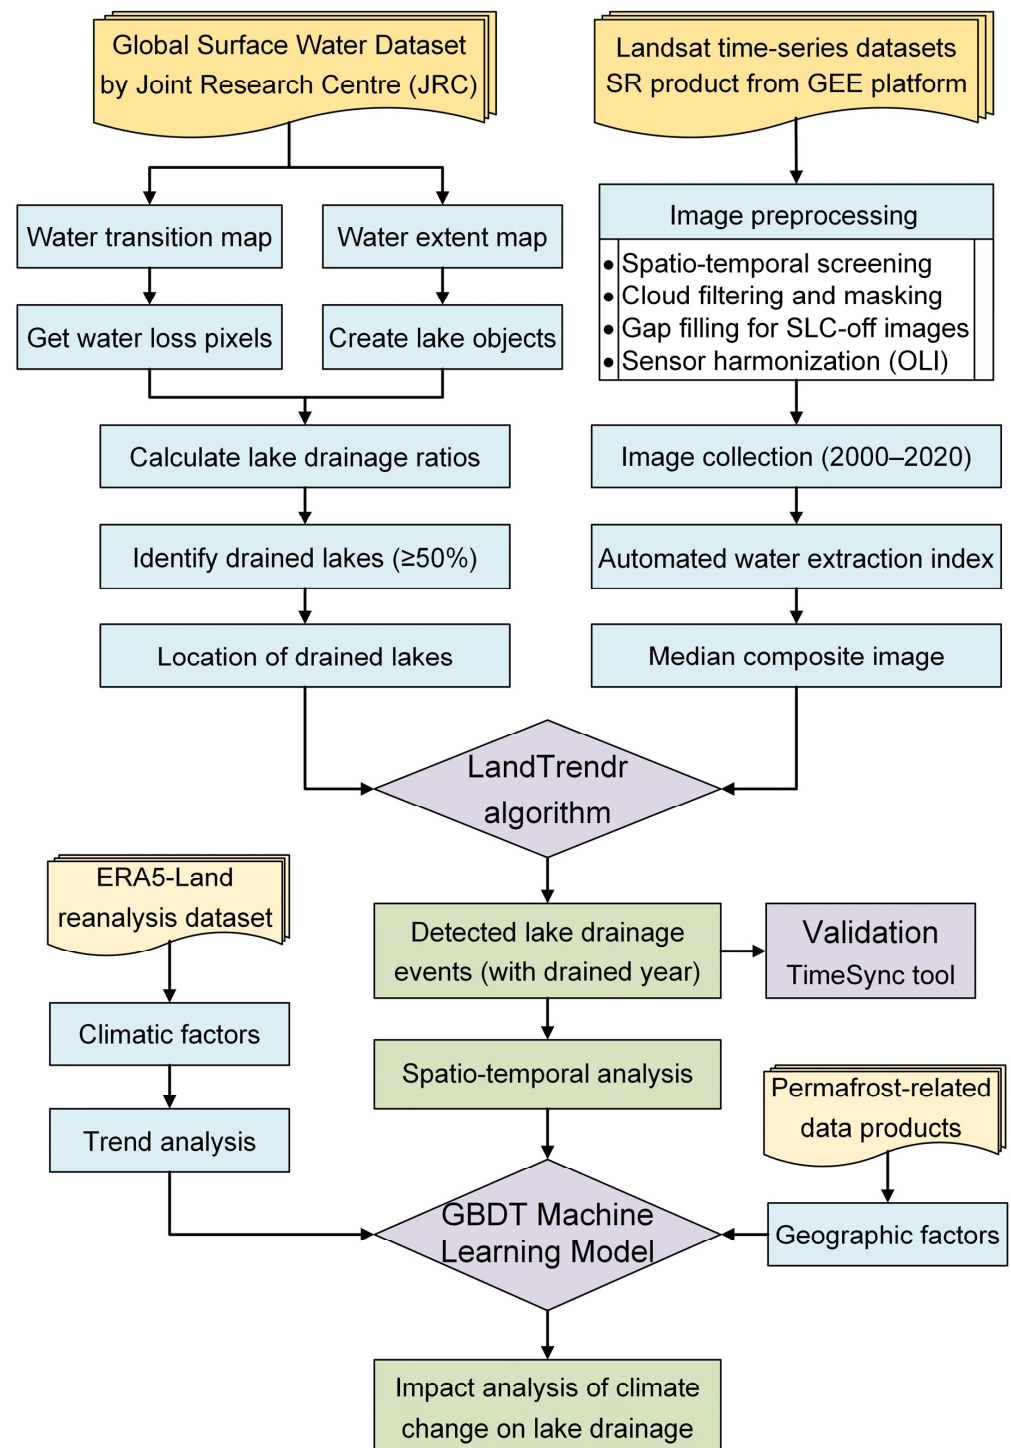 Global Surface Water Dataset
by Joint Research Centre (JRC)
Landsat time-series datasets
SR product from GEE platform
Water transition map
Water extent map
Get water loss pixels
Create lake objects
Calculate lake drainage ratios
Identify drained lakes (≥50%)
Location of drained lakes
Image preprocessing
• Spatio-temporal screening
• Cloud filtering and masking
• Gap filling for SLC-off images
• Sensor harmonization (OLI)
Image collection (2000–2020)
Automated water extraction index
Median composite image
LandTrendr
algorithm
Detected lake drainage
events (with drained year)
Validation
TimeSync tool
Spatio-temporal analysis
ERA5-Land
reanalysis dataset
Climatic factors
Trend analysis
Permafrost-related
data products
Geographic factors
GBDT Machine
Learning Model
Impact analysis of climate
change on lake drainage